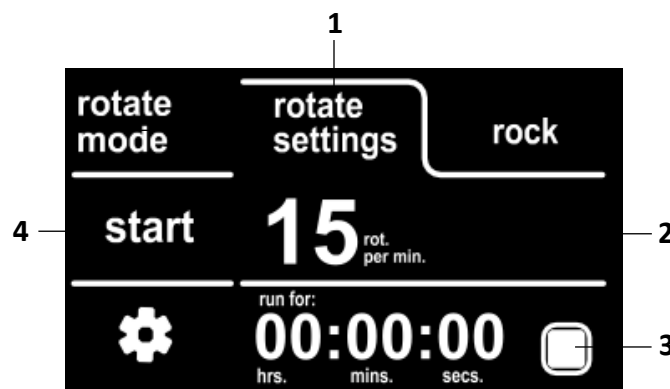 1
rotate
mode
rotate
settings
rock
4
start
15 rot.
per min.
2
run for:
00:00:00
hrs. mins. secs.
3